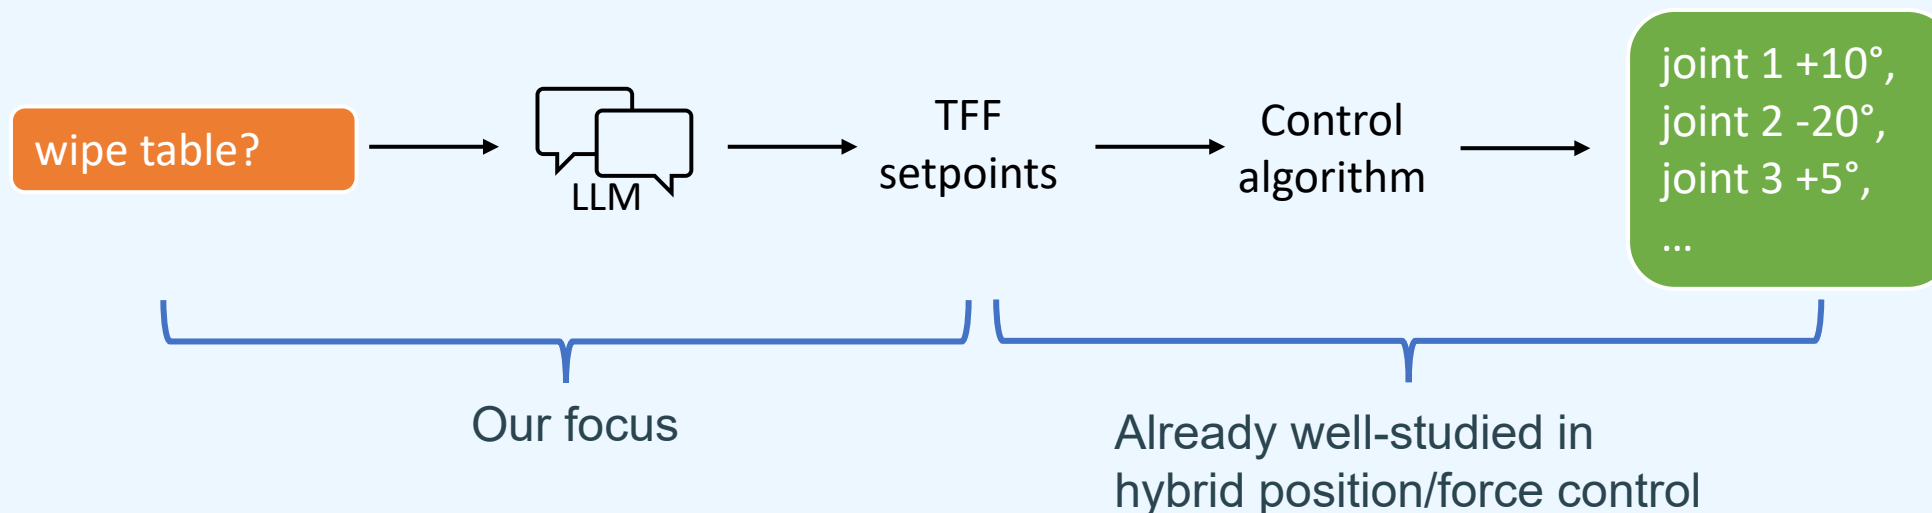 wipe table?
LLM
TFF
setpoints
Control
algorithm
joint 1 +10°,
joint 2 -20°,
joint 3 +5°,
...
Our focus
Already well-studied in
hybrid position/force control